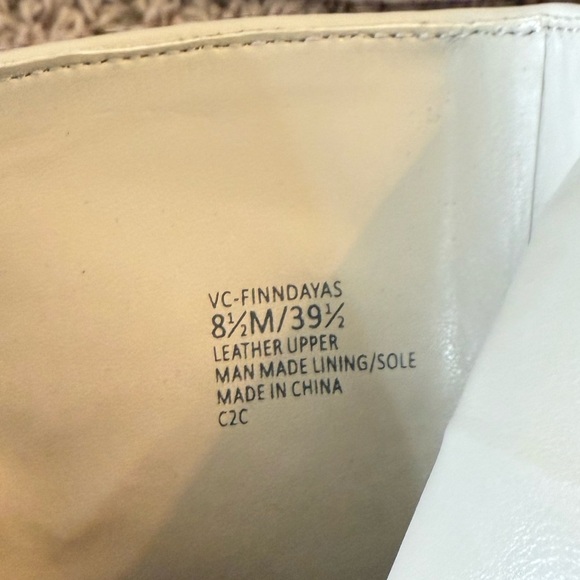 VC-FINNDAYAS
8½M/39½
LEATHER UPPER
MAN MADE LINING/SOLE
MADE IN CHINA
C2C